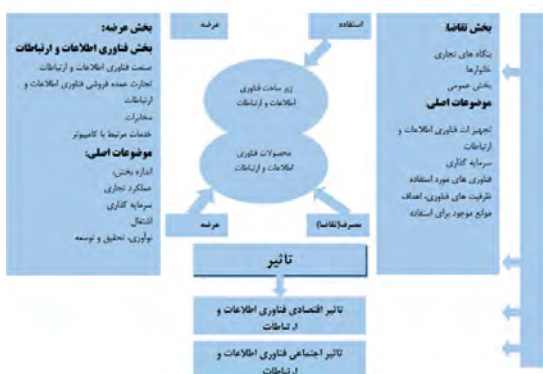 بخش تقاضا:
بنگاه های تجاری
خانوارها
بخش عمومی
موضوعات اصلی:
تجهیز ات فناوری اطلاعات و
ارتباطات
سرمایه گذاری
فناوری های مورد استفاده
ظرفیت های فناوری، اهداف
موانع موجود برای استفاده
استفاده
عرضه
زیر ساخت فناوری
اطلاعات و ارتباطات
محصولات فناوری
اطلاعات و ارتباطات
مصرف(تقاضا)
عرضه
تاثیر
تاثیر اقتصادی فناوری اطلاعات و
ارتباطات
تاثیر اجتماعی فناوری اطلاعات و
ارتباطات
بخش عرضه:
بخش فناوری اطلاعات و ارتباطات
صنعت فناوری اطلاعات و ارتباطات
تجارت عمده فروشی فناوری اطلاعات و
ارتباطات
مخابرات
خدمات مرتبط با کامپیوتر
موضوعات اصلی:
اندازه بخش،
عملکرد تجاری
سرمایه گذاری
اشتغال
نوآوری، تحقیق و توسعه